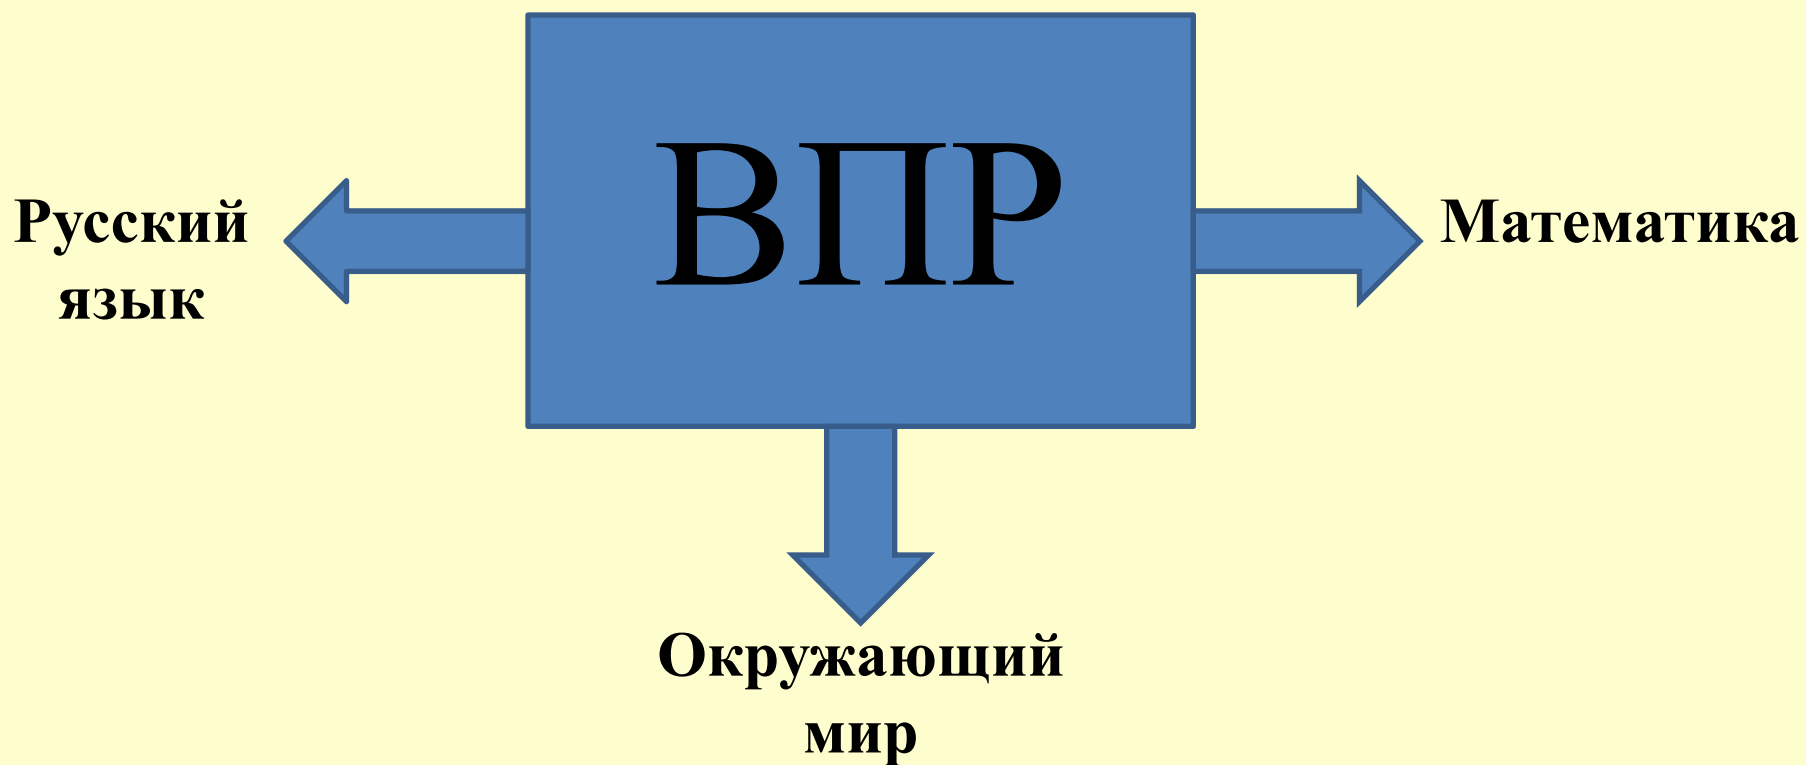 ВПР
Русский
язык
Математика
Окружающий
мир